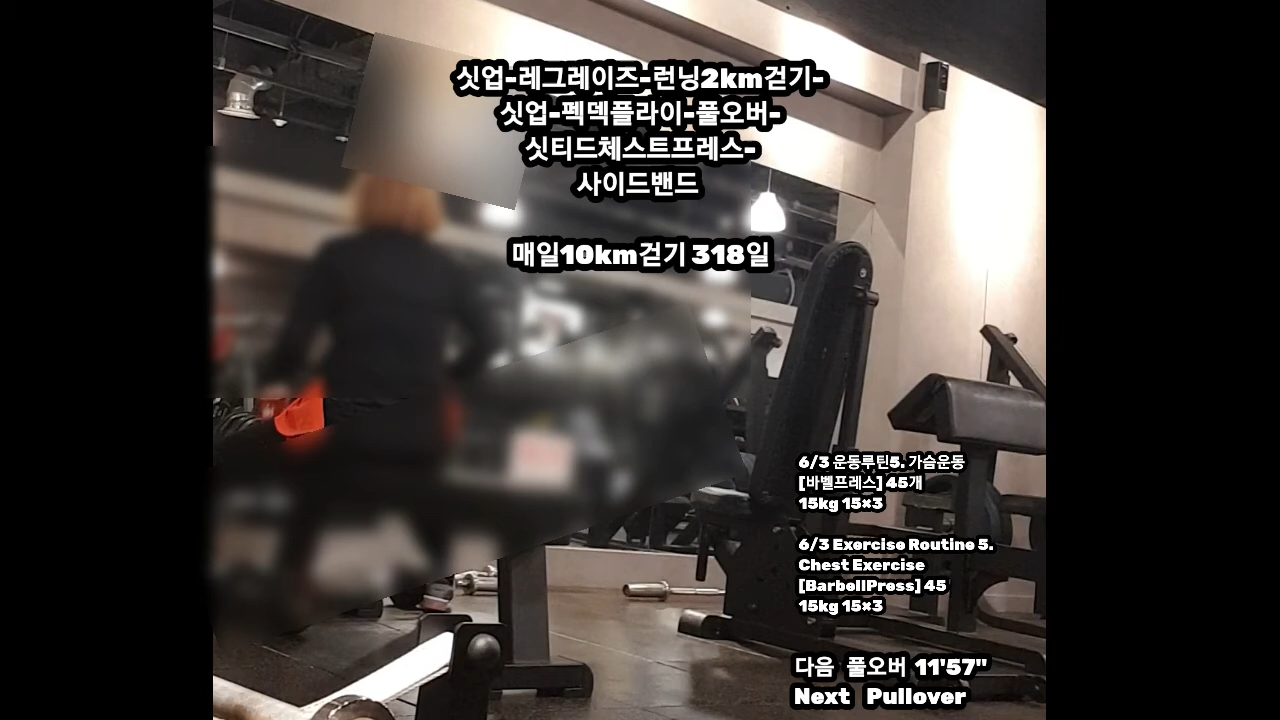 싯업-레그레이즈-런닝2km걷기-
싯업-펙덱플라이-풀오버-
싯티드체스트프레스-
사이드밴드
매일10km걷기 318일
6/3 운동루틴5. 가슴운동
[바벨프레스] 45개
15kg 15×3
6/3 Exercise Routine 5.
Chest Exercise
[BarbellPress] 45
15kg 15×3
다음 풀오버 11'57"
Next Pullover